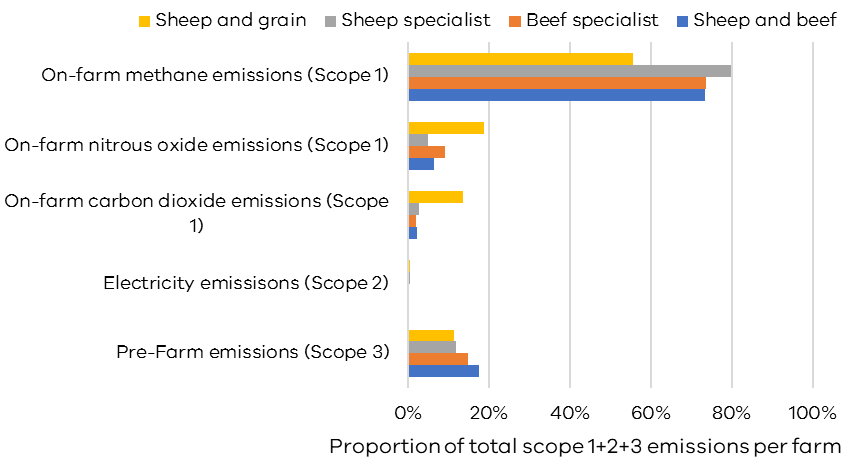 Sheep and grain Sheep specialist Beef specialist Sheep and beef
On-farm methane emissions (Scope 1)
On-farm nitrous oxide emissions (Scope 1)
On-farm carbon dioxide emissions (Scope
1)
Electricity emissisons (Scope 2)
Pre-Farm emissions (Scope 3)
0% 20% 40% 60% 80% 100%
Proportion of total scope 1+2+3 emissions per farm